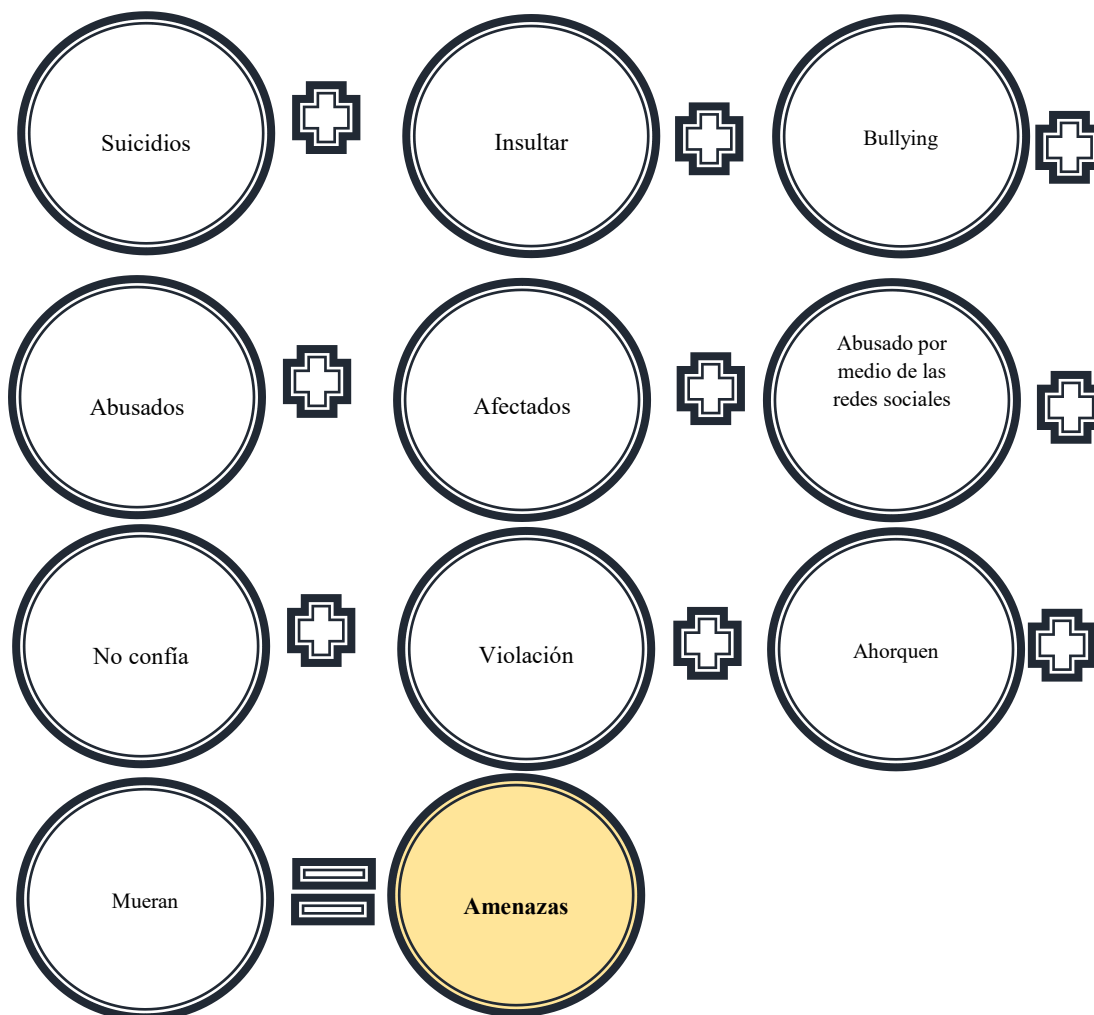 Suicidios
Insultar
Bullying
Abusados
Afectados
Abusado por
medio de las
redes sociales
No confía
Violación
Ahorquen
Mueran
Amenazas